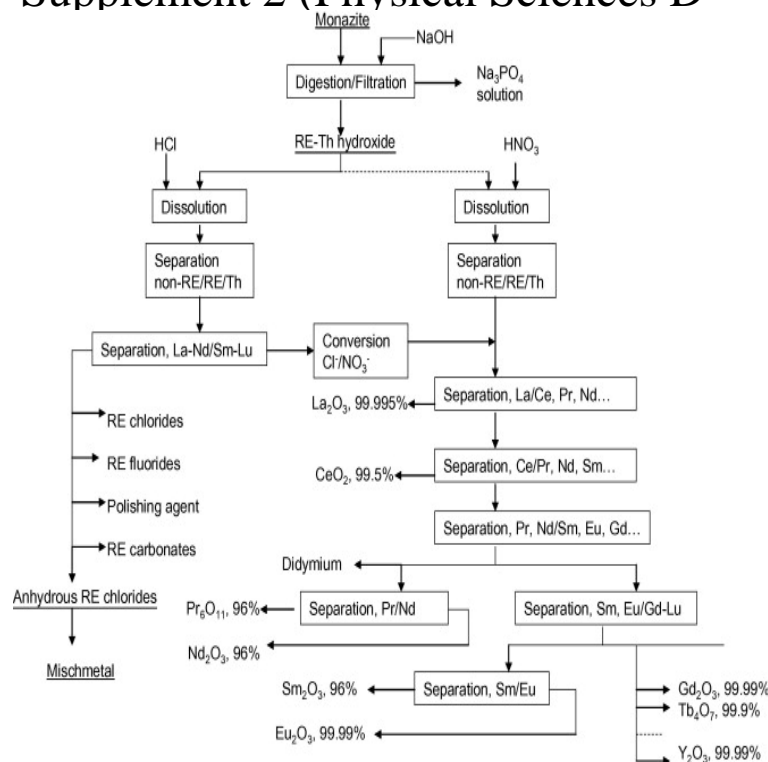 Supplement 2 (Physical Sciences D
Monazite
NaOH
Digestion/Filtration
Na₃PO₄
solution
HCl
RE-Th hydroxide
HNO₃
Dissolution
Dissolution
Separation
non-RE/RE/Th
Separation
non-RE/RE/Th
Separation, La-Nd/Sm-Lu
Conversion
Cl⁻/NO₃⁻
La₂O₃, 99.995%
Separation, La/Ce, Pr, Nd...
RE chlorides
RE fluorides
CeO₂, 99.5%
Separation, Ce/Pr, Nd, Sm...
Polishing agent
Separation, Pr, Nd/Sm, Eu, Gd...
RE carbonates
Didymium
Anhydrous RE chlorides
Pr₆O₁₁, 96%
Separation, Pr/Nd
Separation, Sm, Eu/Gd-Lu
Nd₂O₃, 96%
Mischmetal
Sm₂O₃, 96%
Separation, Sm/Eu
Gd₂O₃, 99.99%
Tb₄O₇, 99.9%
Eu₂O₃, 99.99%
Y₂O₃, 99.99%